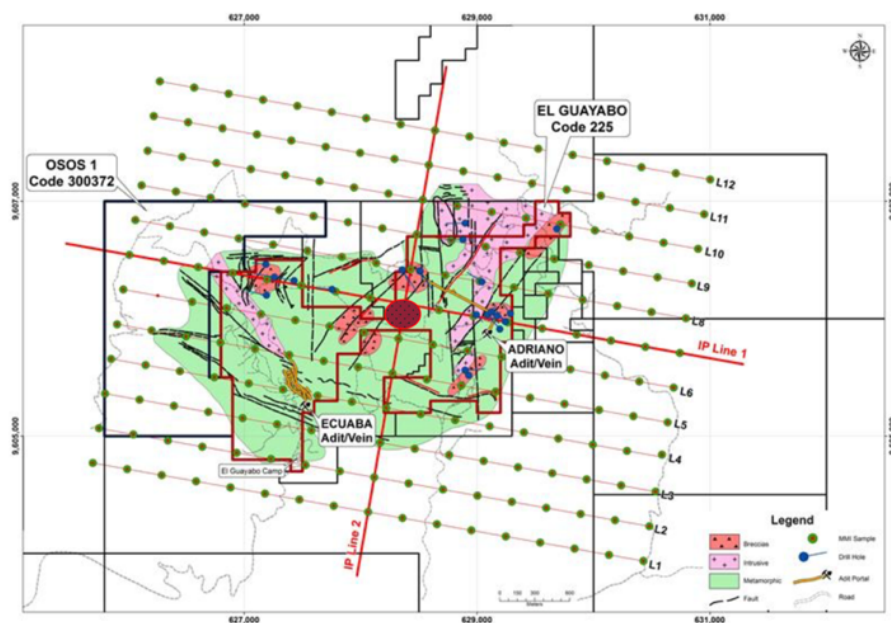 627,000
629,000
631,000
EL GUAYABO
Code 225
OSOS 1
Code 300372
L12
9,607,000
L11
L10
L9
L8
IP Line 1
ADRIANO
Adit/Vein
L6
L5
ECUABA
Adit/Vein
9,605,000
L4
El Guayabo Camp
L3
L2
IP Line 2
L1
Legend
Breccias
MMI Sample
Intrusive
Drill Hole
Metamorphic
Adit Portal
Fault
Road
627,000
629,000
631,000